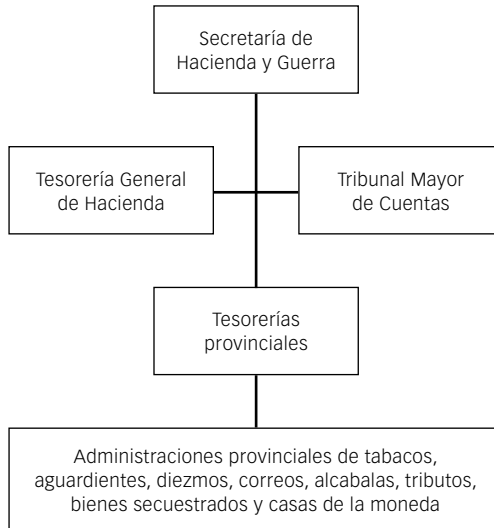 Secretaría de
Hacienda y Guerra
Tesorería General
de Hacienda
Tribunal Mayor
de Cuentas
Tesorerías
provinciales
Administraciones provinciales de tabacos,
aguardientes, diezmos, correos, alcabalas, tributos,
bienes secuestrados y casas de la moneda